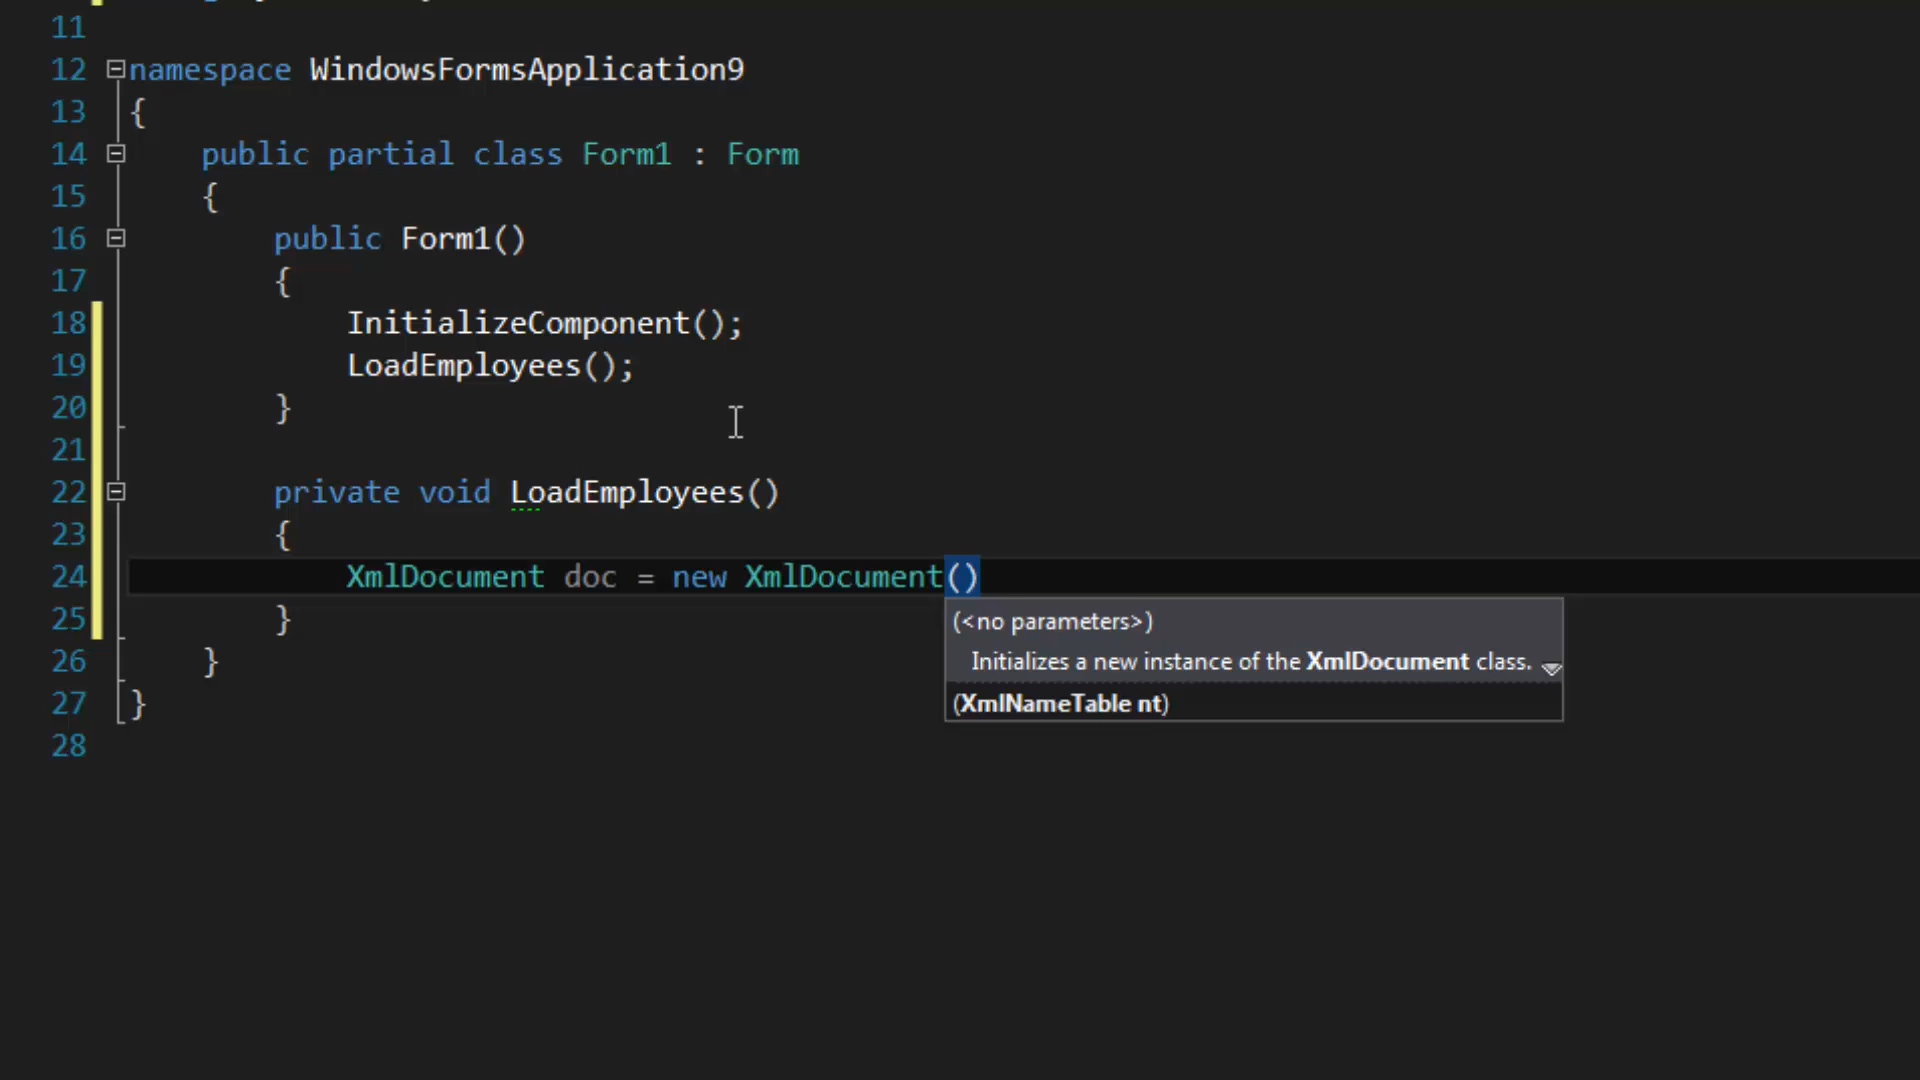 11
12 namespace WindowsFormsApplication9
13 {
14 public partial class Form1 : Form
15 {
16 public Form1()
17 {
18 InitializeComponent();
19 LoadEmployees();
20 }
21
22 private void LoadEmployees()
23 {
24 XmlDocument doc = new XmlDocument()
(<no parameters>)
25 }
Initializes a new instance of the XmlDocument class.
26 }
27 }
(XmlNameTable nt)
28